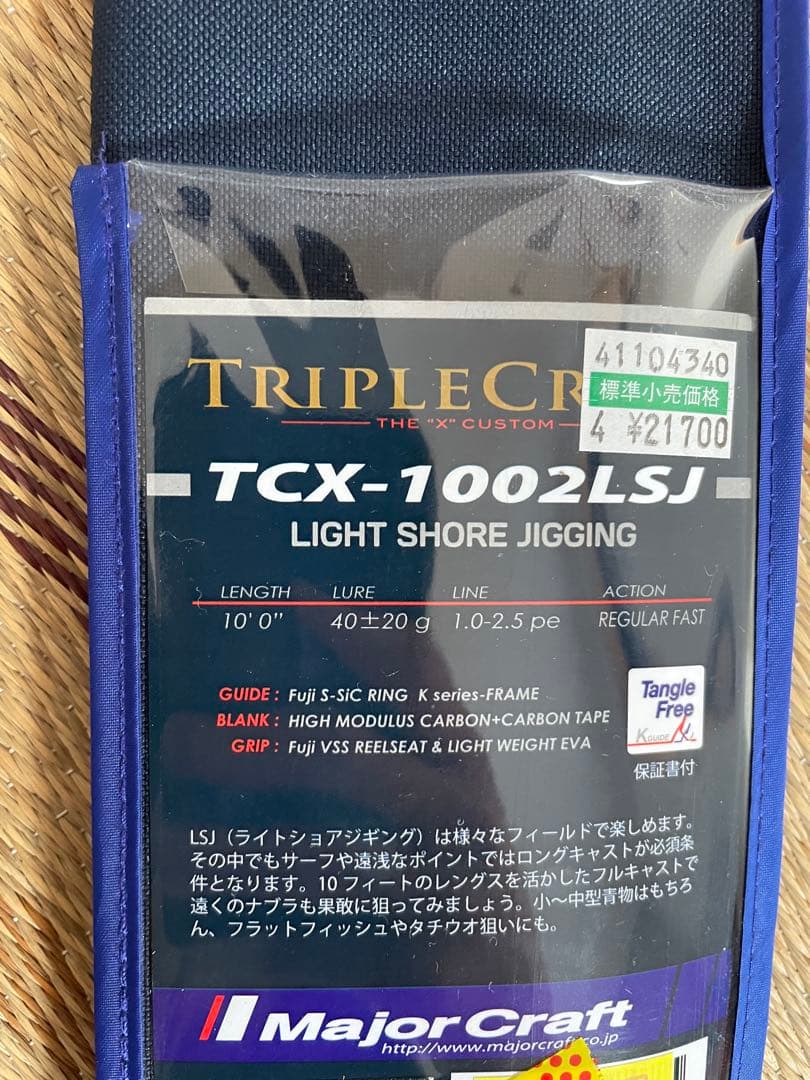 41104340
標準小売価格
4 ¥21700
TRIPLECR
THE "X" CUSTOM
TCX-1002LSJ
LIGHT SHORE JIGGING
LENGTH LURE LINE ACTION
10' 0" 40±20 g 1.0-2.5 pe REGULAR FAST
GUIDE : Fuji S-SiC RING K series-FRAME
BLANK : HIGH MODULUS CARBON+CARBON TAPE
GRIP : Fuji VSS REELSEAT & LIGHT WEIGHT EVA
Tangle
Free
K GUIDE
保証書付
LSJ（ライトショアジギング）は様々なフィールドで楽しめます。
その中でもサーフや遠浅なポイントではロングキャストが必須条
件となります。10フィートのレングスを活かしたフルキャストで
遠くのナブラも果敢に狙ってみましょう。小〜中型青物はもちろ
ん、フラットフィッシュやタチウオ狙いにも。
Major Craft
http://www.majorcraft.co.jp